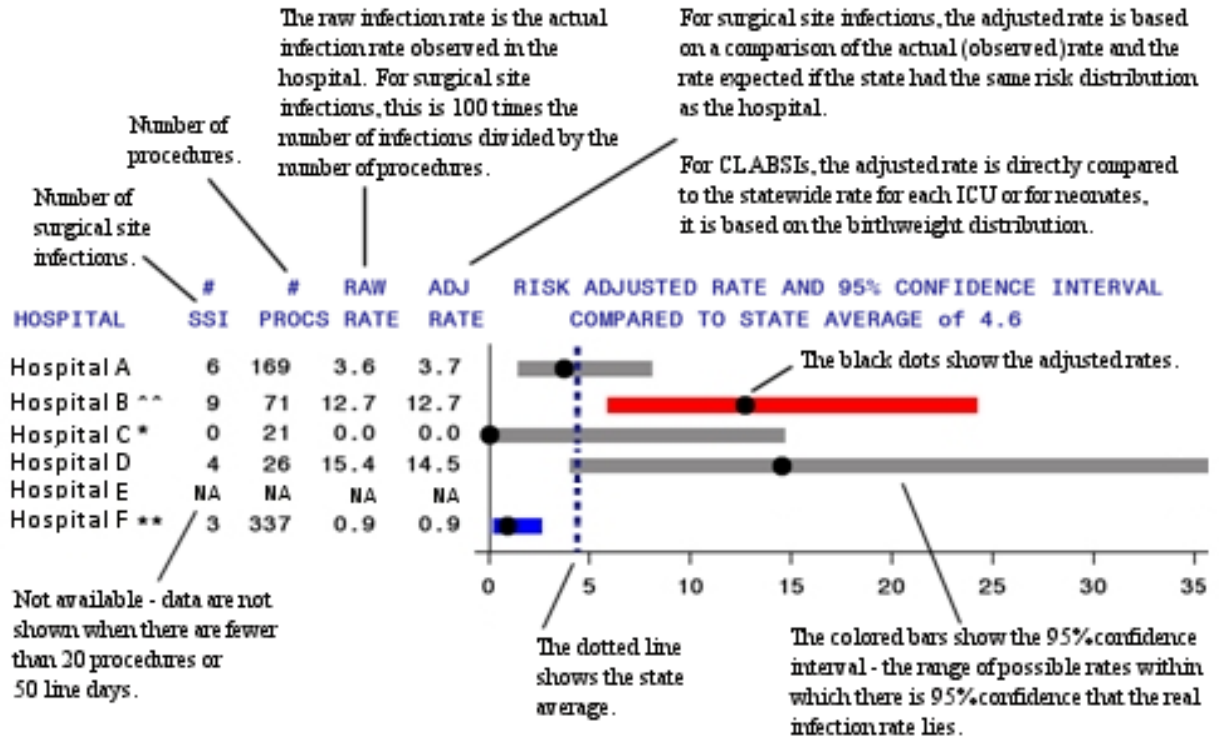 The raw infection rate is the actual
infection rate observed in the
hospital. For surgical site
infections, this is 100 times the
number of infections divided by the
number of procedures.
For surgical site infections, the adjusted rate is based
on a comparison of the actual (observed)rate and the
rate expected if the state had the same risk distribution
as the hospital.
For CLABSIs, the adjusted rate is directly compared
to the statewide rate for each ICU or for neonates,
it is based on the birthweight distribution.
Number of
procedures.
Number of
surgical site
infections.
# # RAW ADJ RISK ADJUSTED RATE AND 95% CONFIDENCE INTERVAL
HOSPITAL SSI PROCS RATE RATE COMPARED TO STATE AVERAGE of 4.6
Hospital A 6 169 3.6 3.7
The black dots show the adjusted rates.
Hospital B ^^ 9 71 12.7 12.7
Hospital C * 0 21 0.0 0.0
Hospital D 4 26 15.4 14.5
Hospital E NA NA NA NA
Hospital F ** 3 337 0.9 0.9
0 5 10 15 20 25 30 35
Not available - data are not
shown when there are fewer
than 20 procedures or
50 line days.
The dotted line
shows the state
average.
The colored bars show the 95% confidence
interval - the range of possible rates within
which there is 95% confidence that the real
infection rate lies.